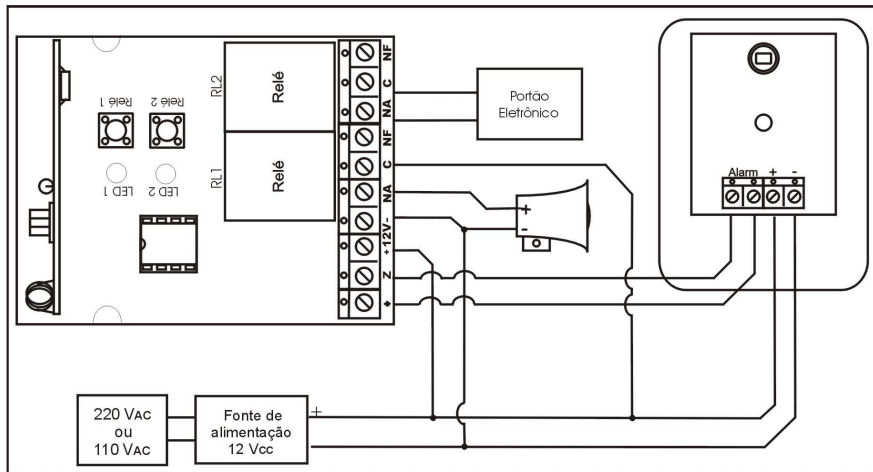 RL2
Relé
RL1
Relé
Relé 1
Relé 2
LED 1
LED 2
NF
C
NA
NF
C
NA
+12V-
Z
Portão
Eletrônico
+
-
Alarm + -
220 VAC
ou
110 VAC
Fonte de
alimentação
12 Vcc
+